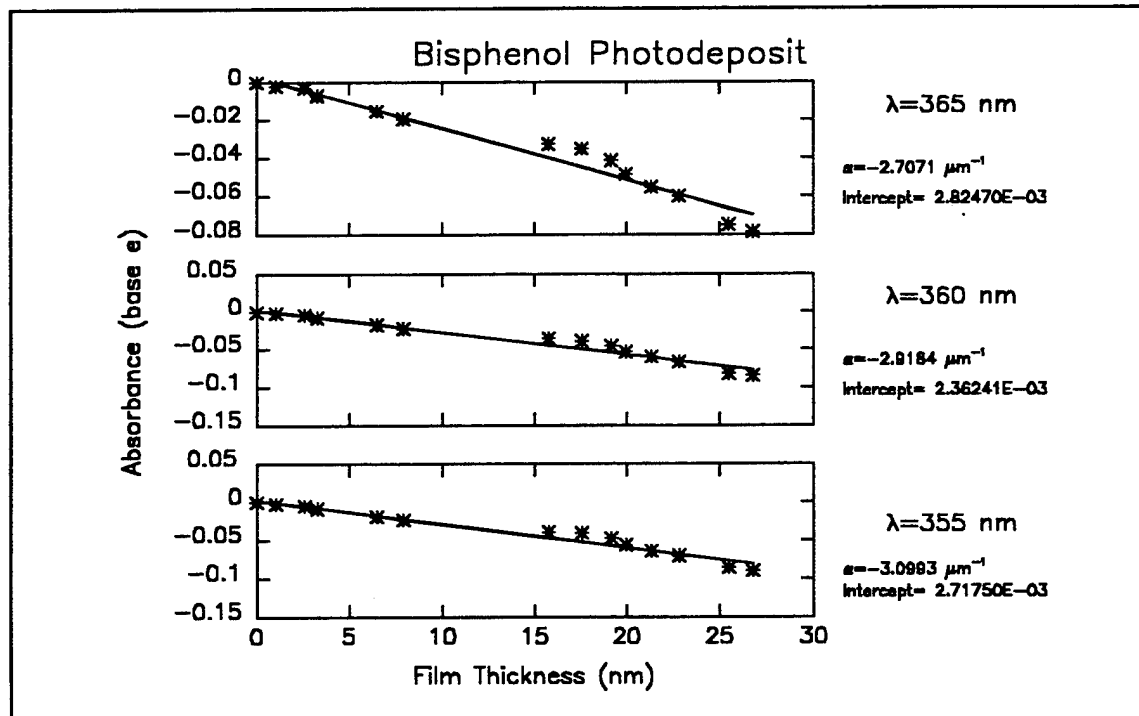 Bisphenol Photodeposit
Absorbance (base e)
0
−0.02
−0.04
−0.06
−0.08
λ=365 nm
α=−2.7071 μm⁻¹
Intercept= 2.82470E−03
0.05
0
−0.05
−0.1
−0.15
λ=360 nm
α=−2.9184 μm⁻¹
Intercept= 2.36241E−03
0.05
0
−0.05
−0.1
−0.15
λ=355 nm
α=−3.0993 μm⁻¹
Intercept= 2.71750E−03
0 5 10 15 20 25 30
Film Thickness (nm)